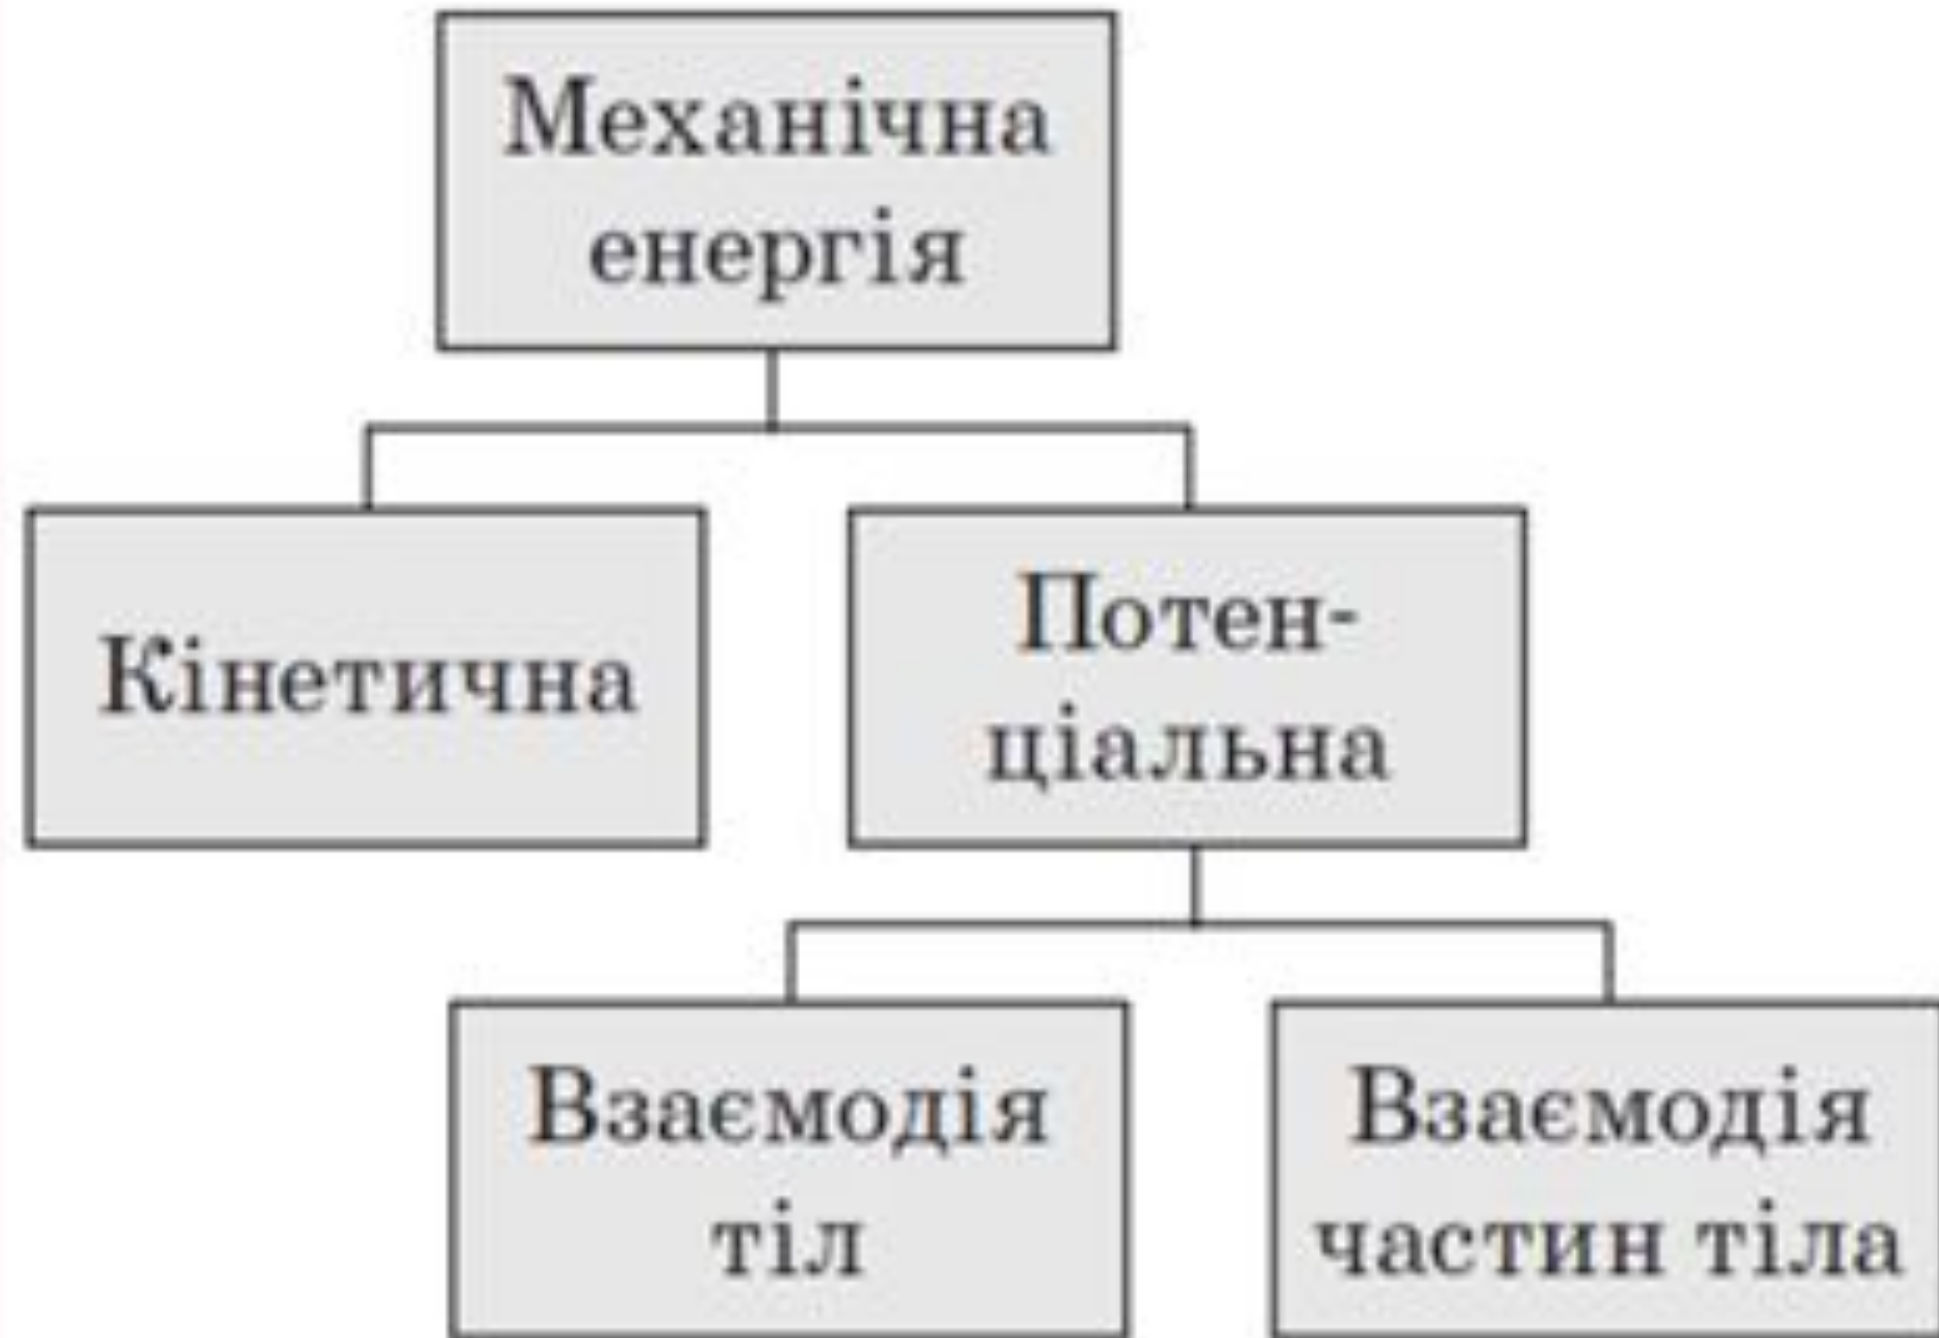 Механічна
енергія
Кінетична
Потен-
ціальна
Взаємодія
тіл
Взаємодія
частин тіла